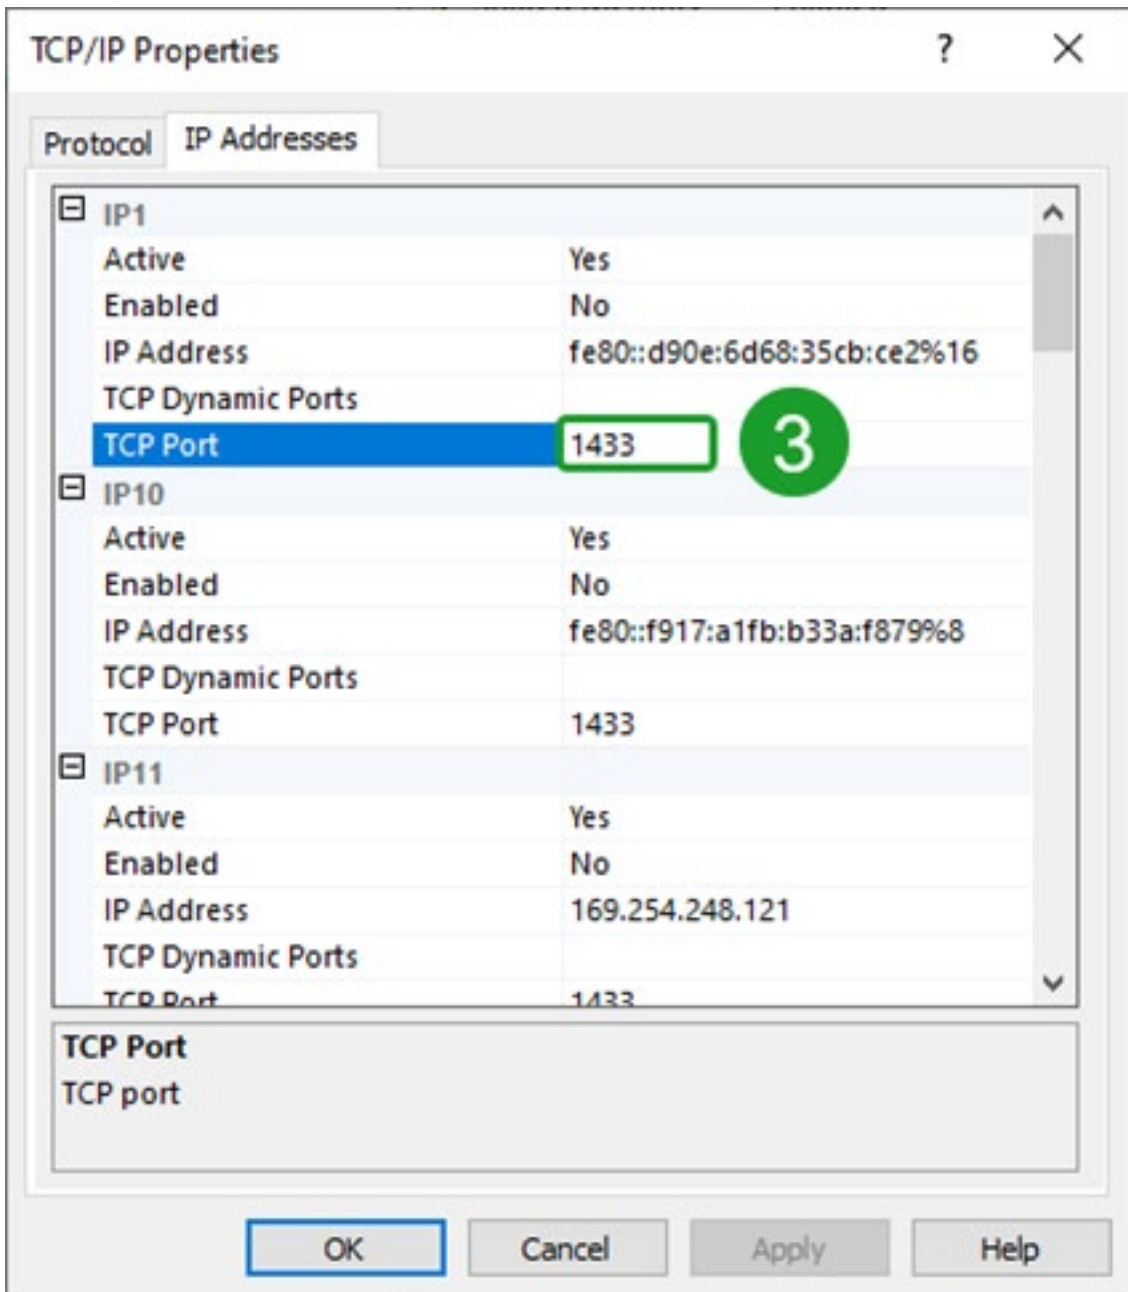 TCP/IP Properties ? ×
Protocol IP Addresses
IP1
Active Yes
Enabled No
IP Address fe80::d90e:6d68:35cb:ce2%16
TCP Dynamic Ports
TCP Port 1433 3
IP10
Active Yes
Enabled No
IP Address fe80::f917:a1fb:b33a:f879%8
TCP Dynamic Ports
TCP Port 1433
IP11
Active Yes
Enabled No
IP Address 169.254.248.121
TCP Dynamic Ports
TCP Port 1433
TCP Port
TCP port
OK Cancel Apply Help